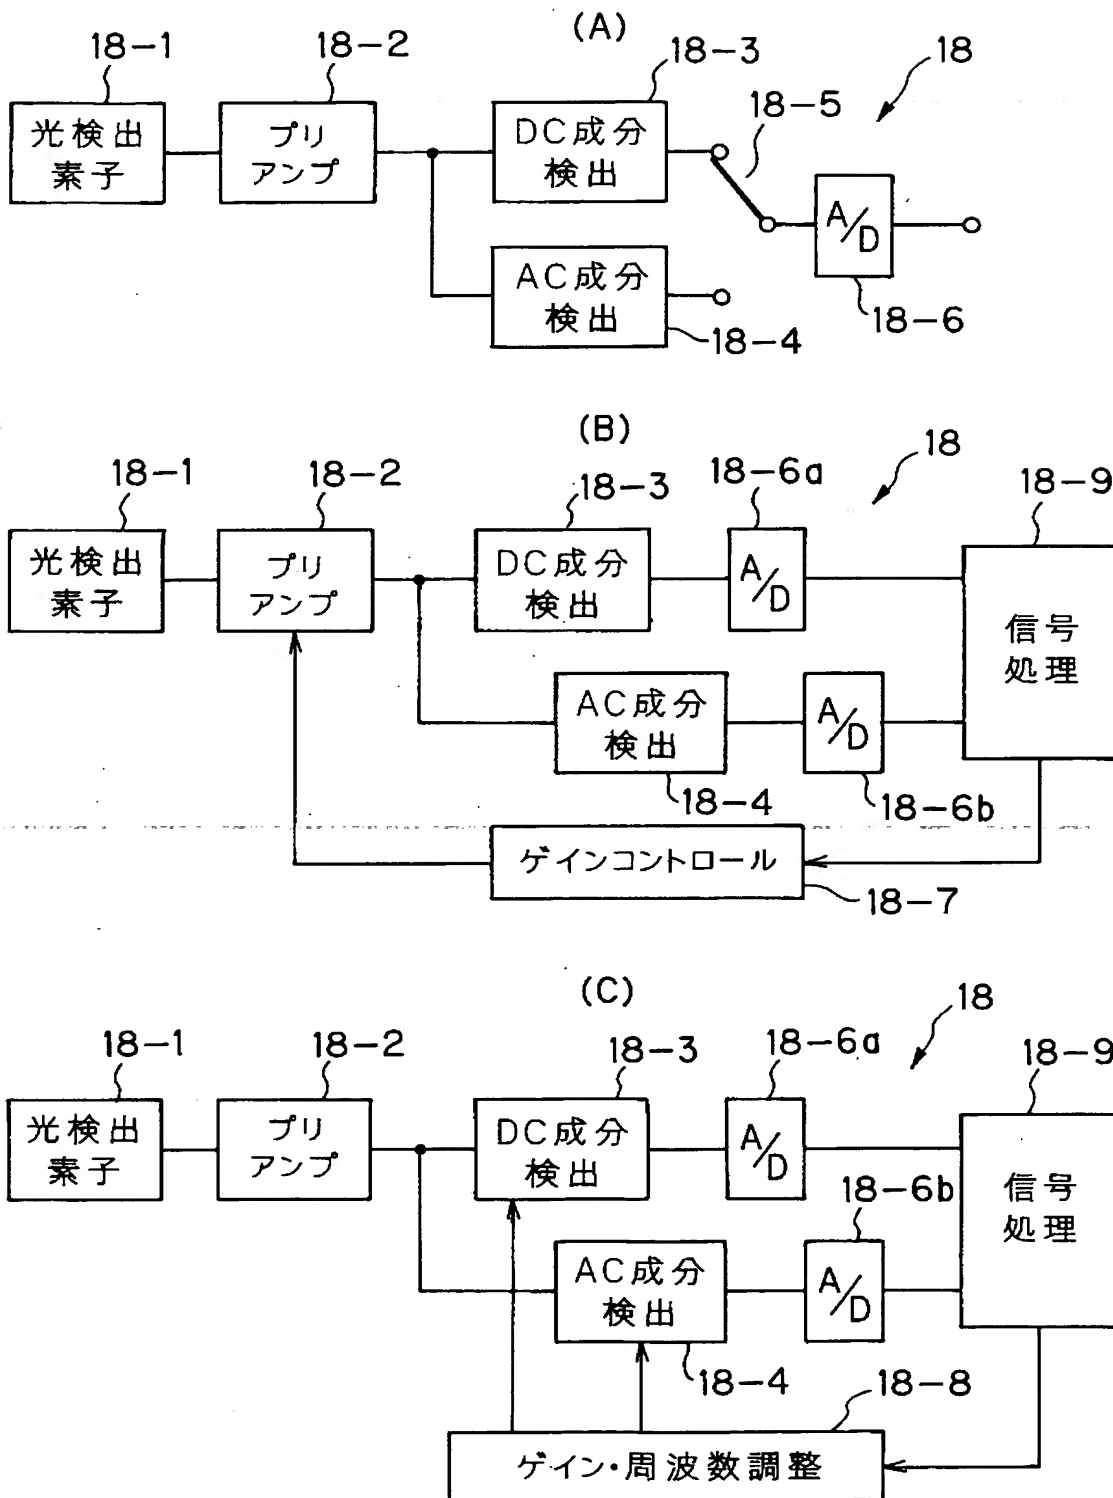 (A)
18-1
18-2
18-3
18
18-5
光検出
素子
プリ
アンプ
DC成分
検出
A/D
AC成分
検出
18-4
18-6
(B)
18-1
18-2
18-3
18-6a
18
18-9
光検出
素子
プリ
アンプ
DC成分
検出
A/D
信号
処理
AC成分
検出
A/D
18-4
18-6b
ゲインコントロール
18-7
(C)
18-1
18-2
18-3
18-6a
18
18-9
光検出
素子
プリ
アンプ
DC成分
検出
A/D
18-6b
信号
処理
AC成分
検出
A/D
18-4
18-8
ゲイン・周波数調整